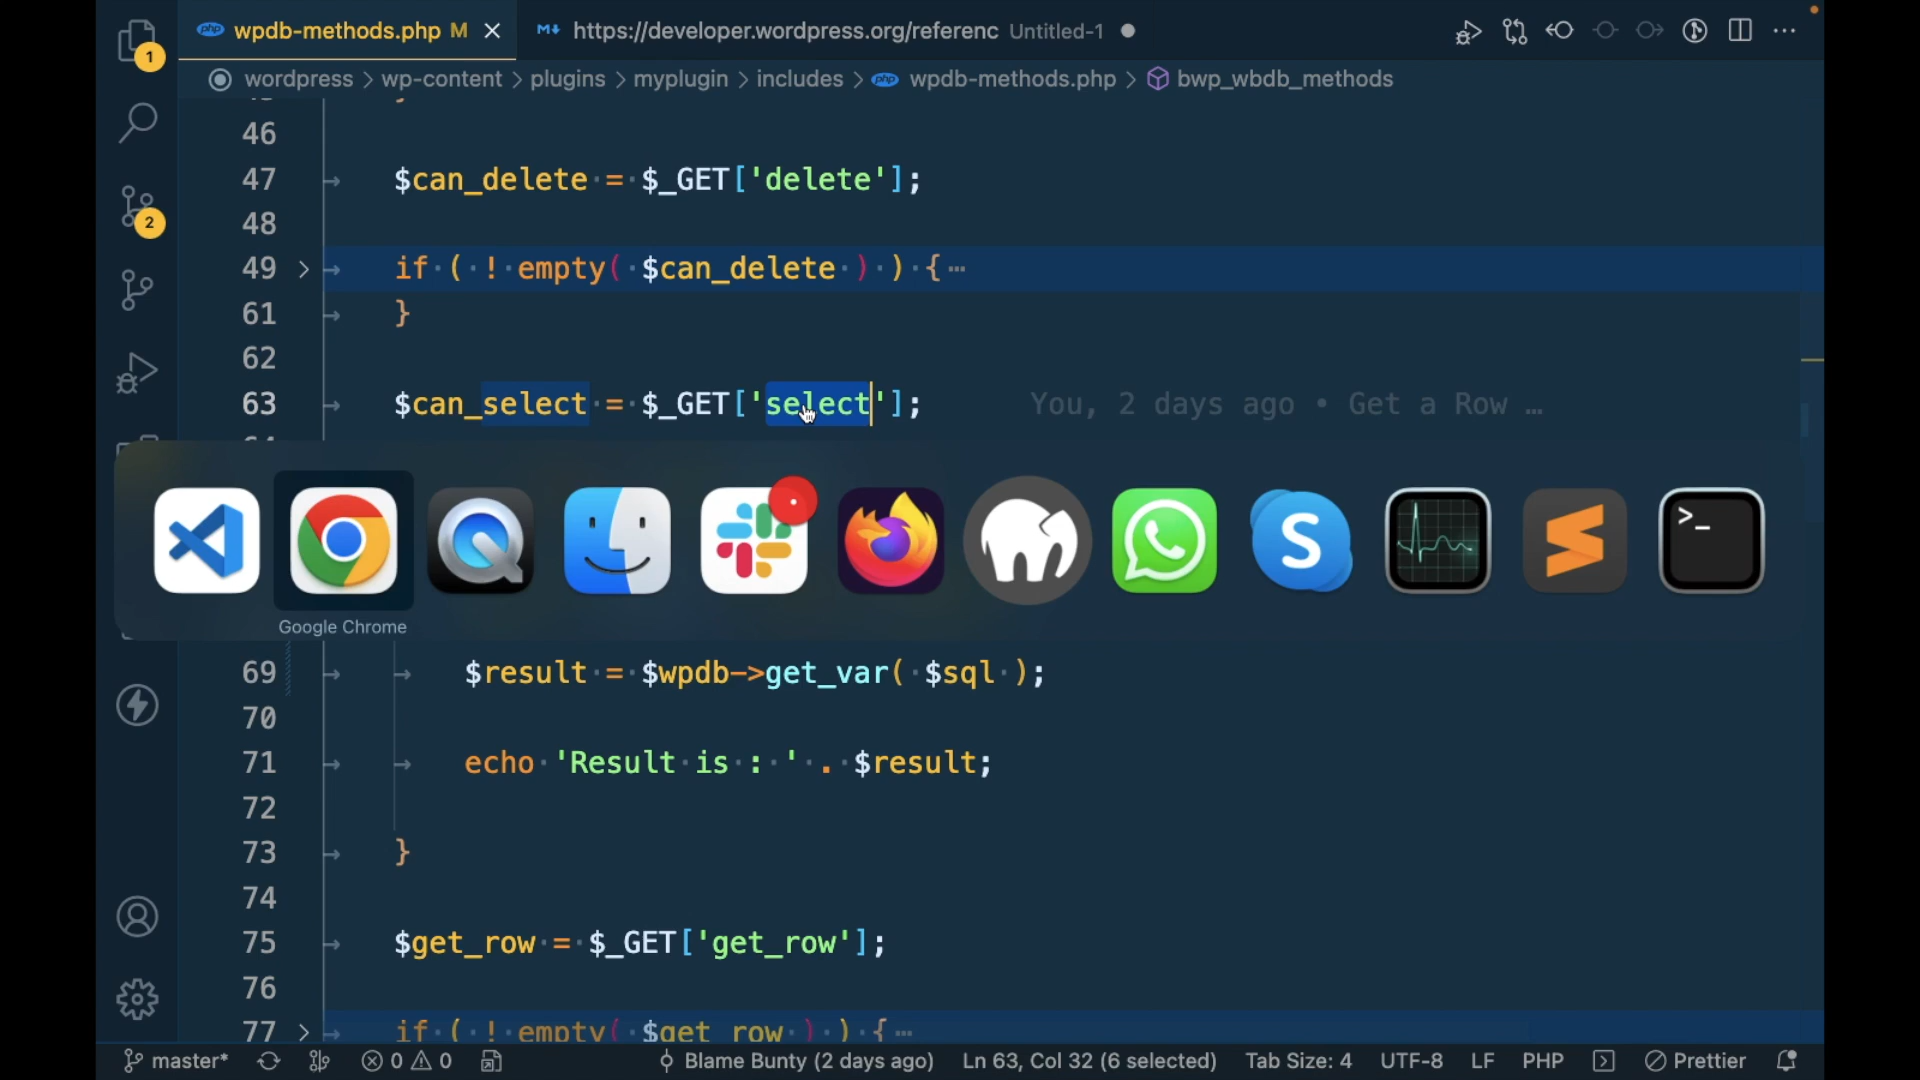 1
wpdb-methods.php M
https://developer.wordpress.org/referenc Untitled-1
wordpress > wp-content > plugins > myplugin > includes > wpdb-methods.php > bwp_wbdb_methods
46
47 $can_delete = $_GET['delete'];
48
2
49 if ( ! empty( $can_delete ) ) {
61 }
62
63 $can_select = $_GET['select']; You, 2 days ago • Get a Row …
Google Chrome
69 $result = $wpdb->get_var( $sql );
70
71 echo 'Result is : ' . $result;
72
73 }
74
75 $get_row = $_GET['get_row'];
76
77 if ( ! empty( $get_row ) ) {
master* 0 0 Blame Bunty (2 days ago) Ln 63, Col 32 (6 selected) Tab Size: 4 UTF-8 LF PHP Prettier